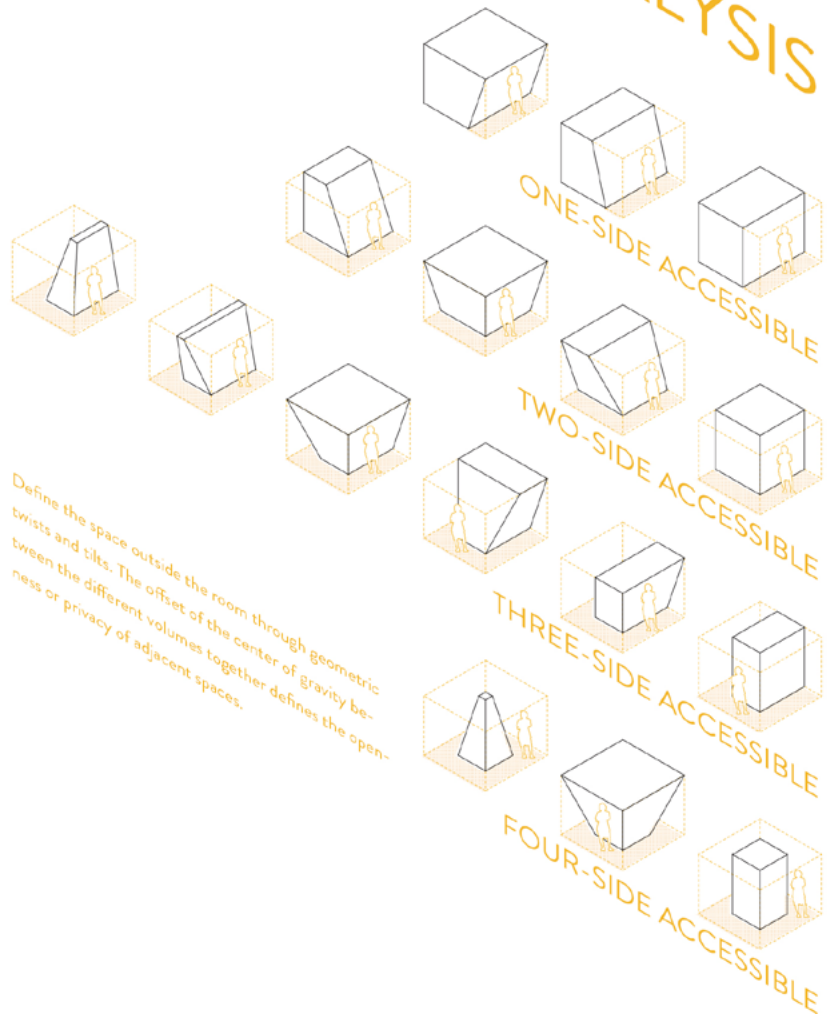 ONE-SIDE ACCESSIBLE
TWO-SIDE ACCESSIBLE
Define the space outside the room through geometric
twists and tilts. The offset of the center of gravity be-
tween the different volumes together defines the open-
ness or privacy of adjacent spaces.
THREE-SIDE ACCESSIBLE
FOUR-SIDE ACCESSIBLE